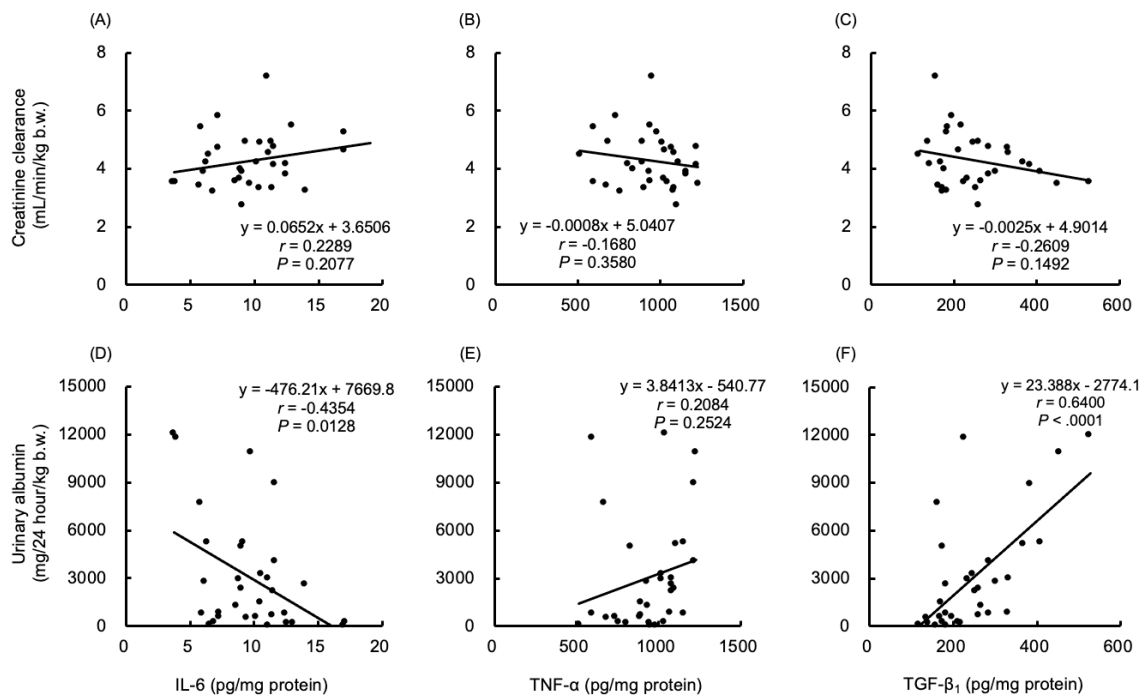 (A)
(B)
(C)
Creatinine clearance
(mL/min/kg b.w.)
8
6
4
2
0
y = 0.0652x + 3.6506
r = 0.2289
P = 0.2077
0 5 10 15 20
8
6
4
2
0
y = -0.0008x + 5.0407
r = -0.1680
P = 0.3580
0 500 1000 1500
8
6
4
2
0
y = -0.0025x + 4.9014
r = -0.2609
P = 0.1492
0 200 400 600
(D)
(E)
(F)
Urinary albumin
(mg/24 hour/kg b.w.)
15000
12000
9000
6000
3000
0
y = -476.21x + 7669.8
r = -0.4354
P = 0.0128
0 5 10 15 20
IL-6 (pg/mg protein)
15000
12000
9000
6000
3000
0
y = 3.8413x - 540.77
r = 0.2084
P = 0.2524
0 500 1000 1500
TNF-α (pg/mg protein)
15000
12000
9000
6000
3000
0
y = 23.388x - 2774.1
r = 0.6400
P < .0001
0 200 400 600
TGF-β₁ (pg/mg protein)